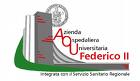 Azienda
Ospedaliera
Universitaria
Federico II
Integrata con il Servizio Sanitario Regionale